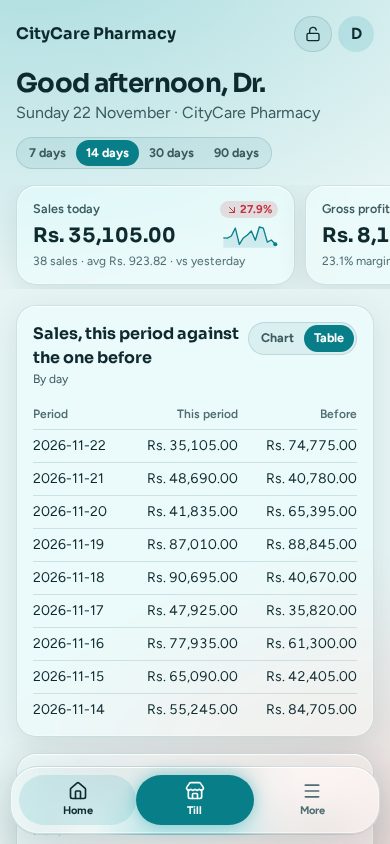 CityCare Pharmacy
D
Good afternoon, Dr.
Sunday 22 November · CityCare Pharmacy
7 days 14 days 30 days 90 days
Sales today 27.9% Gross profit
Rs. 35,105.00 Rs. 8,1
38 sales · avg Rs. 923.82 · vs yesterday 23.1% margin
Sales, this period against
the one before
Chart Table
By day
Period This period Before
2026-11-22 Rs. 35,105.00 Rs. 74,775.00
2026-11-21 Rs. 48,690.00 Rs. 40,780.00
2026-11-20 Rs. 41,835.00 Rs. 65,395.00
2026-11-19 Rs. 87,010.00 Rs. 88,845.00
2026-11-18 Rs. 90,695.00 Rs. 40,670.00
2026-11-17 Rs. 47,925.00 Rs. 35,820.00
2026-11-16 Rs. 77,935.00 Rs. 61,300.00
2026-11-15 Rs. 65,090.00 Rs. 42,405.00
2026-11-14 Rs. 55,245.00 Rs. 84,705.00
Home Till More